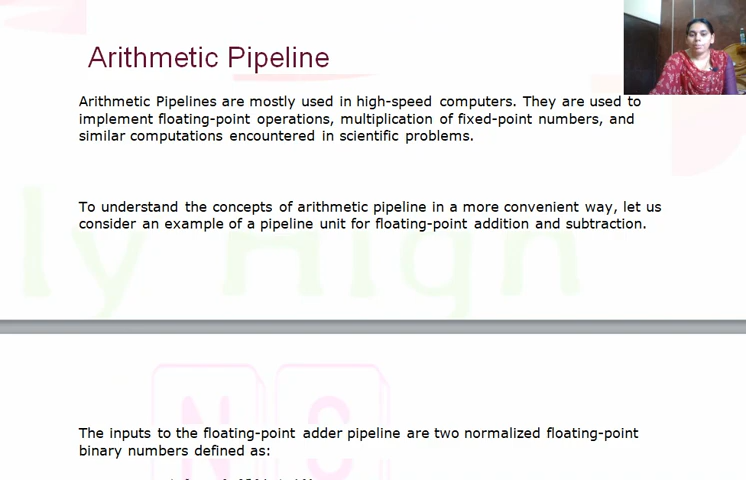 Arithmetic Pipeline
Arithmetic Pipelines are mostly used in high-speed computers. They are used to
implement floating-point operations, multiplication of fixed-point numbers, and
similar computations encountered in scientific problems.
To understand the concepts of arithmetic pipeline in a more convenient way, let us
consider an example of a pipeline unit for floating-point addition and subtraction.
ly High
The inputs to the floating-point adder pipeline are two normalized floating-point
binary numbers defined as: